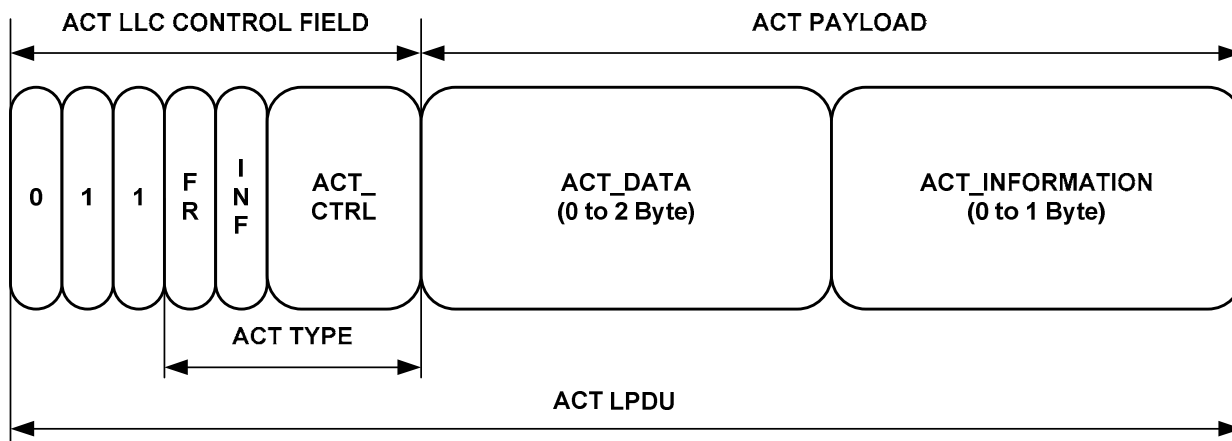 ACT LLC CONTROL FIELD
ACT PAYLOAD
0
1
1
F
R
I
N
F
ACT_
CTRL
ACT_DATA
(0 to 2 Byte)
ACT_INFORMATION
(0 to 1 Byte)
ACT TYPE
ACT LPDU